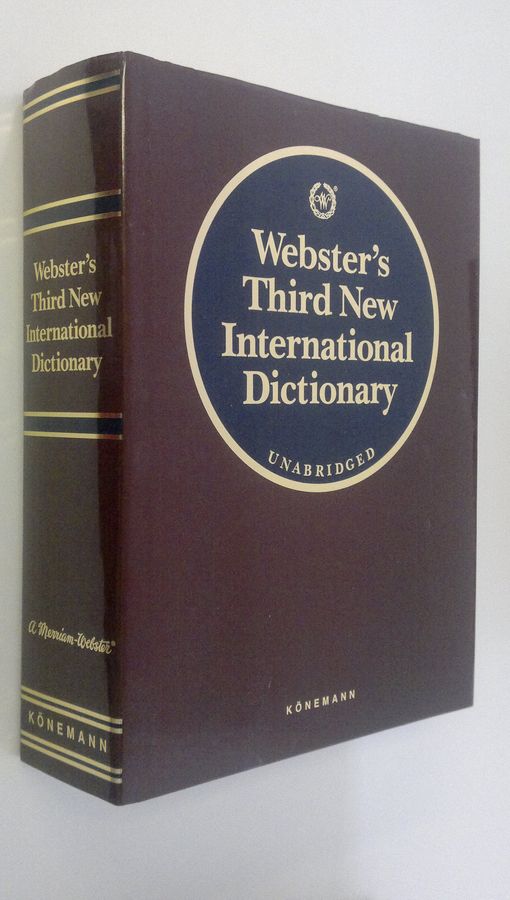 Webster's
Third New
International
Dictionary
A Merriam-Webster®
KÖNEMANN
W
®
Webster's
Third New
International
Dictionary
UNABRIDGED
KÖNEMANN